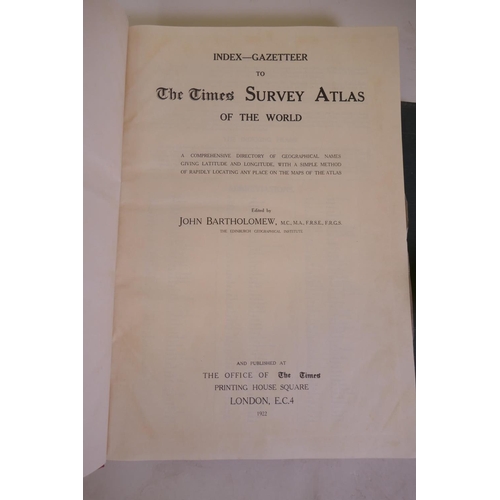 INDEX—GAZETTEER
TO
The Times SURVEY ATLAS
OF THE WORLD
A COMPREHENSIVE DIRECTORY OF GEOGRAPHICAL NAMES
GIVING LATITUDE AND LONGITUDE, WITH A SIMPLE METHOD
OF RAPIDLY LOCATING ANY PLACE ON THE MAPS OF THE ATLAS
Edited by
JOHN BARTHOLOMEW, M.C., M.A., F.R.S.E., F.R.G.S.
THE EDINBURGH GEOGRAPHICAL INSTITUTE
AND PUBLISHED AT
THE OFFICE OF The Times
PRINTING HOUSE SQUARE
LONDON, E.C.4
1922